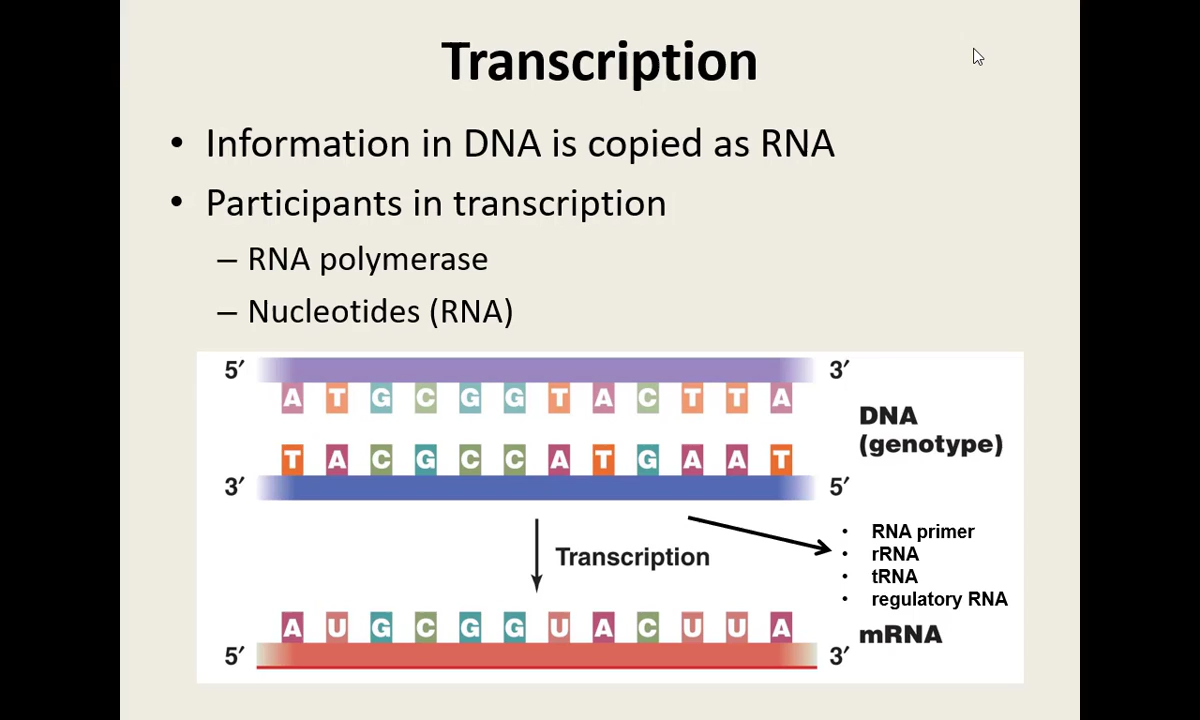 Transcription
• Information in DNA is copied as RNA
• Participants in transcription
– RNA polymerase
– Nucleotides (RNA)
5′ 3′
A T G C G G T A C T T A
DNA
(genotype)
T A C G C C A T G A A T
3′ 5′
• RNA primer
• rRNA
• tRNA
• regulatory RNA
Transcription
A U G C G G U A C U U A
mRNA
5′ 3′